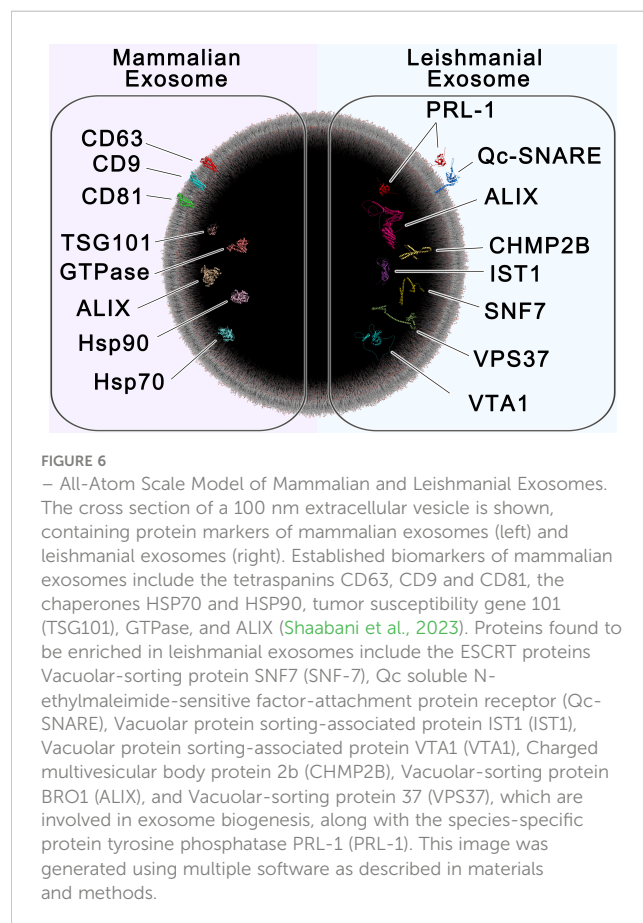 Mammalian
Exosome
Leishmanial
Exosome
CD63
CD9
CD81
TSG101
GTPase
ALIX
Hsp90
Hsp70
PRL-1
Qc-SNARE
ALIX
CHMP2B
IST1
SNF7
VPS37
VTA1
FIGURE 6
– All-Atom Scale Model of Mammalian and Leishmanial Exosomes.
The cross section of a 100 nm extracellular vesicle is shown,
containing protein markers of mammalian exosomes (left) and
leishmanial exosomes (right). Established biomarkers of mammalian
exosomes include the tetraspanins CD63, CD9 and CD81, the
chaperones HSP70 and HSP90, tumor susceptibility gene 101
(TSG101), GTPase, and ALIX (Shaabani et al., 2023). Proteins found to
be enriched in leishmanial exosomes include the ESCRT proteins
Vacuolar-sorting protein SNF7 (SNF-7), Qc soluble N-
ethylmaleimide-sensitive factor-attachment protein receptor (Qc-
SNARE), Vacuolar protein sorting-associated protein IST1 (IST1),
Vacuolar protein sorting-associated protein VTA1 (VTA1), Charged
multivesicular body protein 2b (CHMP2B), Vacuolar-sorting protein
BRO1 (ALIX), and Vacuolar-sorting protein 37 (VPS37), which are
involved in exosome biogenesis, along with the species-specific
protein tyrosine phosphatase PRL-1 (PRL-1). This image was
generated using multiple software as described in materials
and methods.